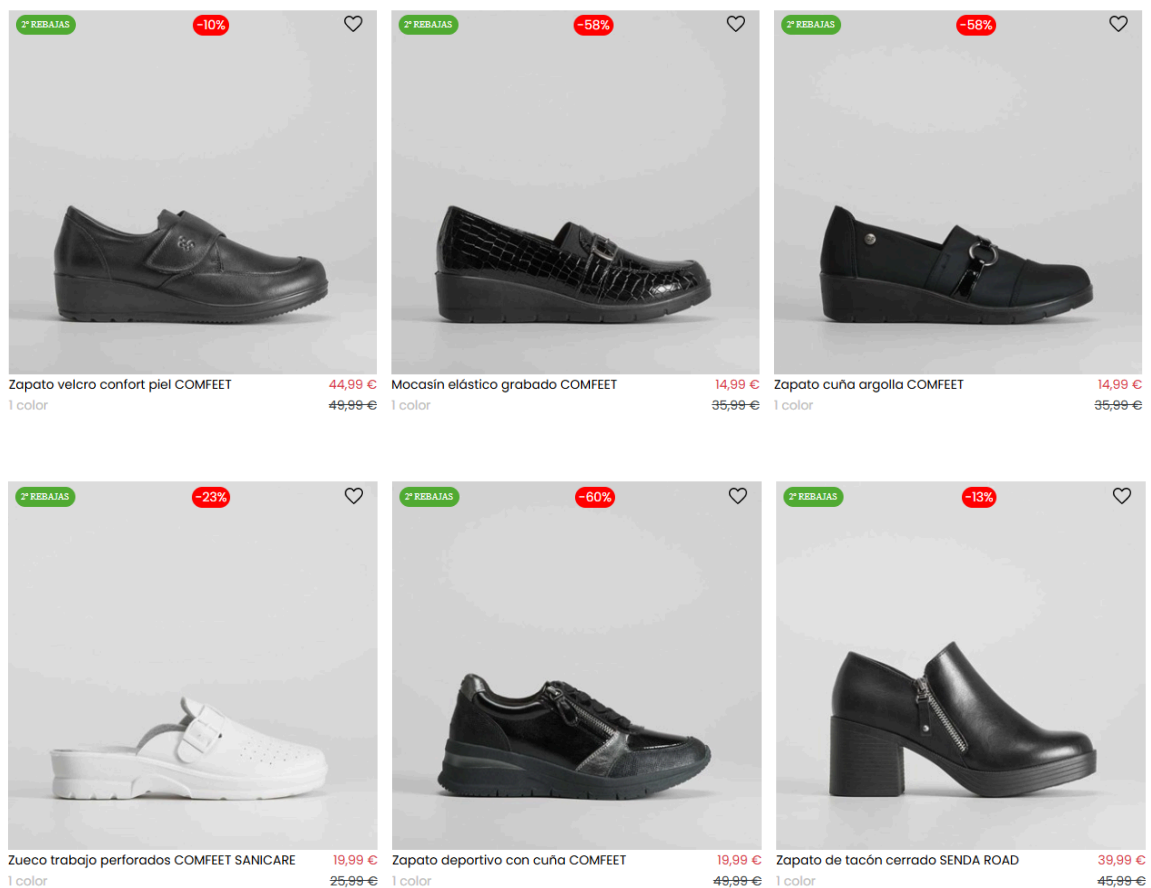 2ª REBAJAS -10%
2ª REBAJAS -58%
2ª REBAJAS -58%
Zapato velcro confort piel COMFEET 44,99 €
1 color 49,99 €
Mocasín elástico grabado COMFEET 14,99 €
1 color 35,99 €
Zapato cuña argolla COMFEET 14,99 €
1 color 35,99 €
2ª REBAJAS -23%
2ª REBAJAS -60%
2ª REBAJAS -13%
Zueco trabajo perforados COMFEET SANICARE 19,99 €
1 color 25,99 €
Zapato deportivo con cuña COMFEET 19,99 €
1 color 49,99 €
Zapato de tacón cerrado SENDA ROAD 39,99 €
1 color 45,99 €